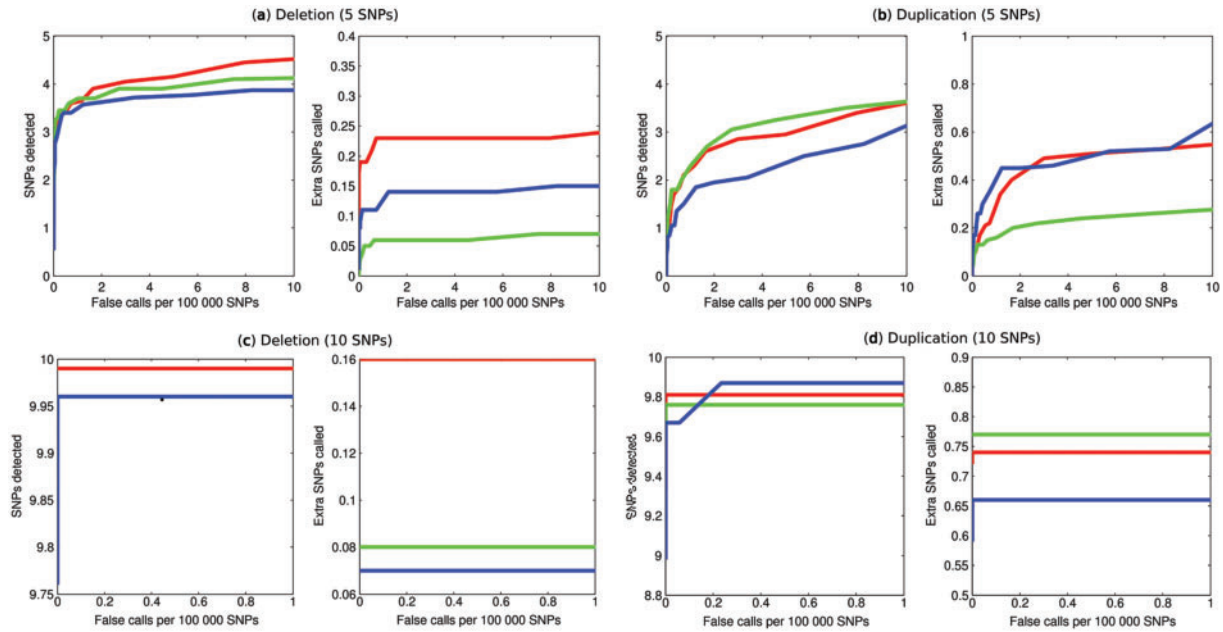 (a) Deletion (5 SNPs)
SNPs detected
5
4
3
2
1
0
0 2 4 6 8 10
False calls per 100 000 SNPs
Extra SNPs called
0.4
0.35
0.30
0.25
0.20
0.15
0.1
0.05
0
0 2 4 6 8 10
False calls per 100 000 SNPs
(b) Duplication (5 SNPs)
SNPs detected
5
4
3
2
1
0
0 2 4 6 8 10
False calls per 100 000 SNPs
Extra SNPs called
1
0.8
0.6
0.4
0.2
0
0 2 4 6 8 10
False calls per 100 000 SNPs
(c) Deletion (10 SNPs)
SNPs detected
10
9.95
9.9
9.85
9.8
9.75
0 0.2 0.4 0.6 0.8 1
False calls per 100 000 SNPs
Extra SNPs called
0.16
0.14
0.12
0.10
0.08
0.06
0 0.2 0.4 0.6 0.8 1
False calls per 100 000 SNPs
(d) Duplication (10 SNPs)
SNPs detected
10
9.8
9.6
9.4
9.2
9
8.8
0 0.2 0.4 0.6 0.8 1
False calls per 100 000 SNPs
Extra SNPs called
0.9
0.85
0.8
0.75
0.7
0.65
0.6
0.55
0.5
0 0.2 0.4 0.6 0.8 1
False calls per 100 000 SNPs